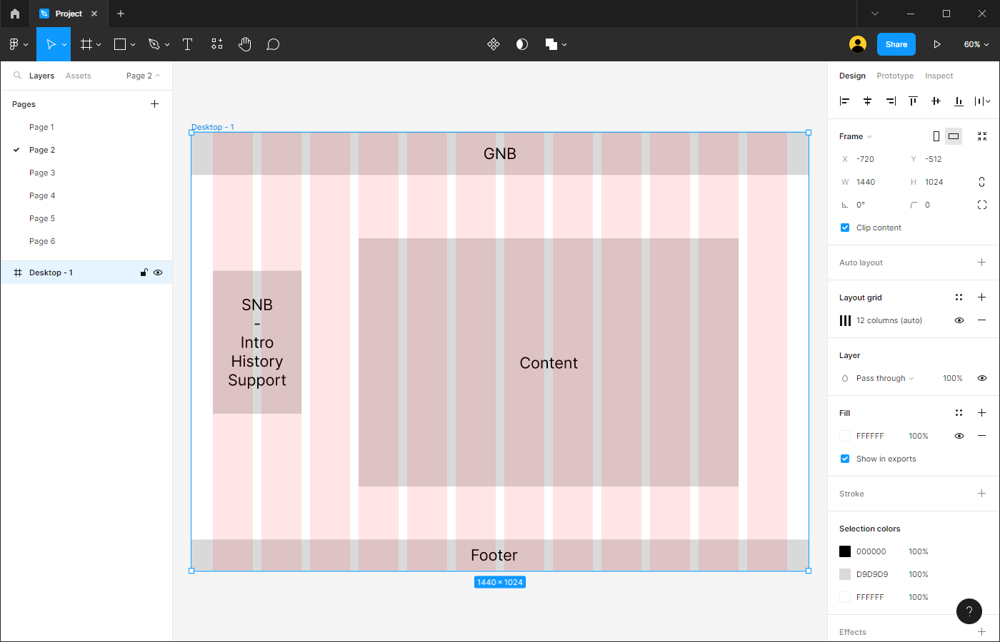 Project
Share
60%
Layers
Assets
Page 2
Pages
Page 1
Page 2
Page 3
Page 4
Page 5
Page 6
Desktop - 1
Desktop - 1
GNB
SNB
-
Intro
History
Support
Content
Footer
1440 × 1024
Design
Prototype
Inspect
Frame
X -720
Y -512
W 1440
H 1024
0°
0
Clip content
Auto layout
Layout grid
12 columns (auto)
Layer
Pass through
100%
Fill
FFFFFF 100%
Show in exports
Stroke
Selection colors
000000 100%
D9D9D9 100%
FFFFFF 100%
?
Effects